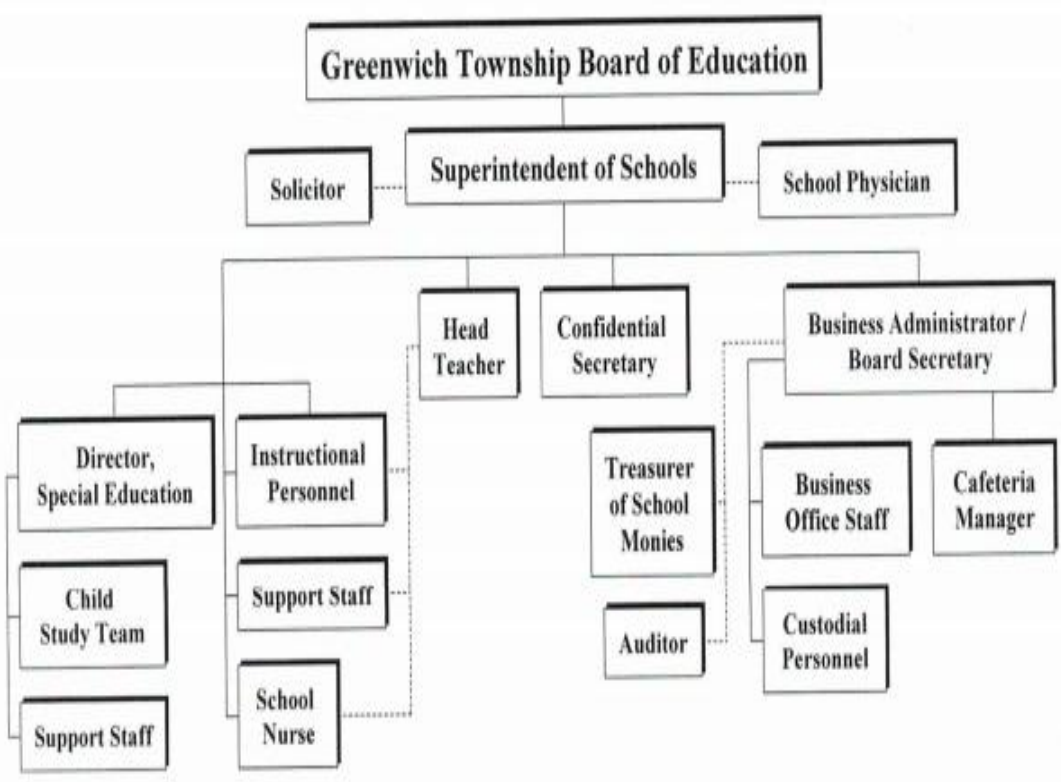 Greenwich Township Board of Education
Superintendent of Schools
Solicitor
School Physician
Head
Teacher
Confidential
Secretary
Business Administrator /
Board Secretary
Director,
Special Education
Instructional
Personnel
Treasurer
of School
Monies
Business
Office Staff
Cafeteria
Manager
Child
Study Team
Support Staff
Auditor
Custodial
Personnel
Support Staff
School
Nurse